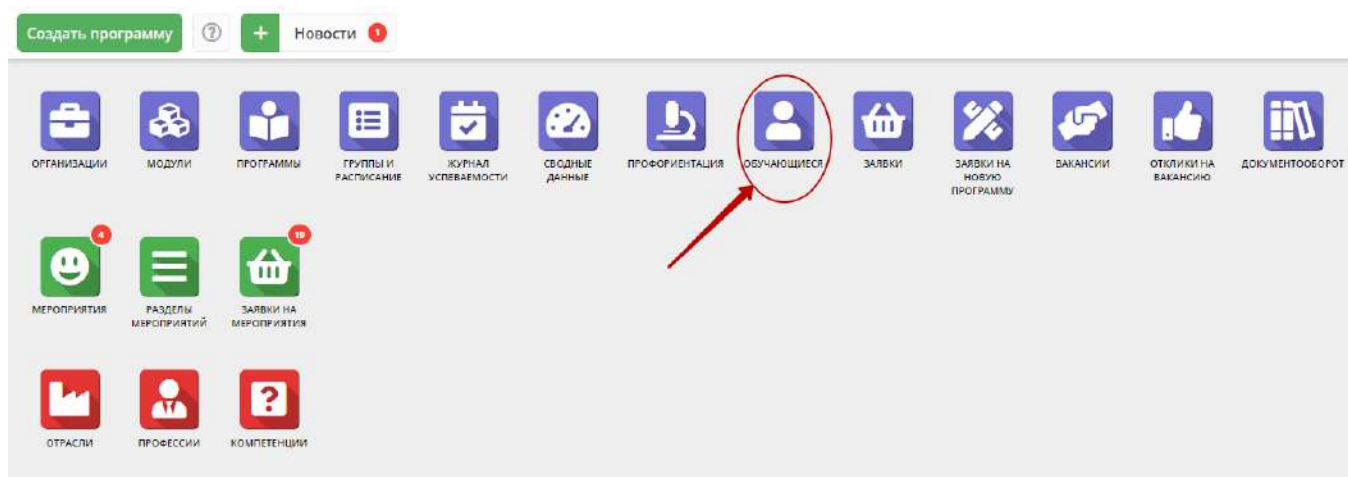 Создать программу
?
+
Новости
1
ОРГАНИЗАЦИИ
МОДУЛИ
ПРОГРАММЫ
ГРУППЫ И
РАСПИСАНИЕ
ЖУРНАЛ
УСПЕВАЕМОСТИ
СВОДНЫЕ
ДАННЫЕ
ПРОФОРИЕНТАЦИЯ
ОБУЧАЮЩИЕСЯ
ЗАЯВКИ
ЗАЯВКИ НА
НОВУЮ
ПРОГРАММУ
ВАКАНСИИ
ОТКЛИКИ НА
ВАКАНСИЮ
ДОКУМЕНТООБОРОТ
4
МЕРОПРИЯТИЯ
РАЗДЕЛЫ
МЕРОПРИЯТИЙ
19
ЗАЯВКИ НА
МЕРОПРИЯТИЯ
ОТРАСЛИ
ПРОФЕССИИ
?
КОМПЕТЕНЦИИ